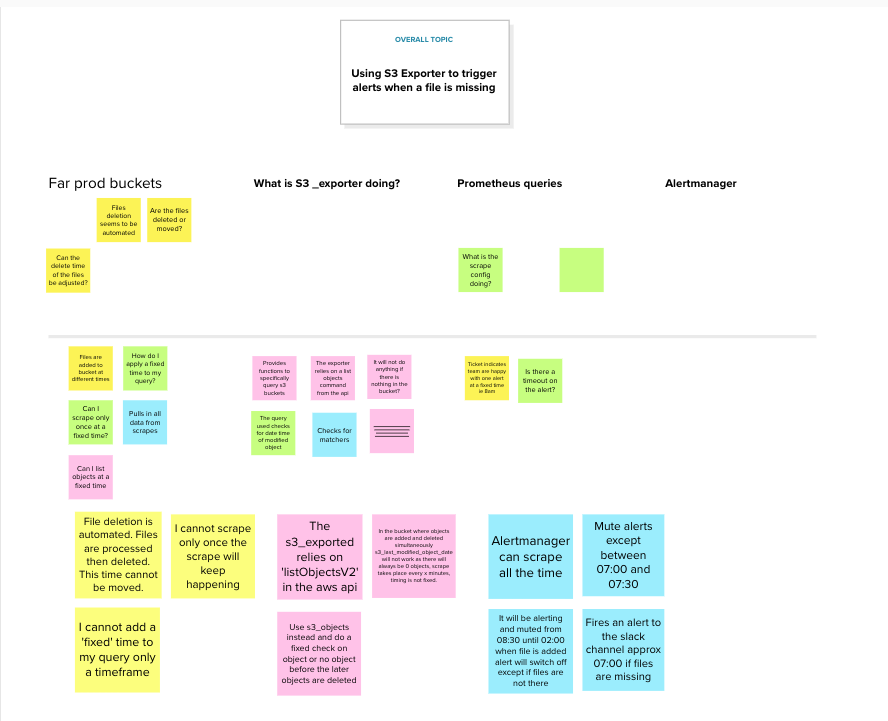 OVERALL TOPIC
Using S3 Exporter to trigger
alerts when a file is missing
Far prod buckets
What is S3 _exporter doing?
Prometheus queries
Alertmanager
Files
deletion
seems to be
automated
Are the files
deleted or
moved?
Can the
delete time
of the files
be adjusted?
What is the
scrape
config
doing?
Files are
added to
bucket at
different times
How do I
apply a fixed
time to my
query?
Can I
scrape only
once at a
fixed time?
Pulls in all
data from
scrapes
Can I list
objects at a
fixed time
Provides
functions to
specifically
query s3
buckets
The exporter
relies on a list
objects
command
from the api
It will not do
anything if
there is
nothing in the
bucket?
The query
used checks
for date time
of modified
object
Checks for
matchers
Ticket indicates
team are happy
with one alert
at a fixed time
ie 8am
Is there a
timeout on
the alert?
File deletion is
automated. Files
are processed
then deleted.
This time cannot
be moved.
I cannot scrape
only once the
scrape will
keep
happening
The
s3_exported
relies on
'listObjectsV2'
in the aws api
In the bucket where objects
are added and deleted
simultaneously
s3_last_modified_object_date
will not work as there will
always be 0 objects, scrape
takes place every x minutes,
timing is not fixed.
Alertmanager
can scrape
all the time
Mute alerts
except
between
07:00 and
07:30
I cannot add a
'fixed' time to
my query only
a timeframe
Use s3_objects
instead and do a
fixed check on
object or no object
before the later
objects are deleted
It will be alerting
and muted from
08:30 until 02:00
when file is added
alert will switch off
except if files are
not there
Fires an alert to
the slack
channel approx
07:00 if files
are missing